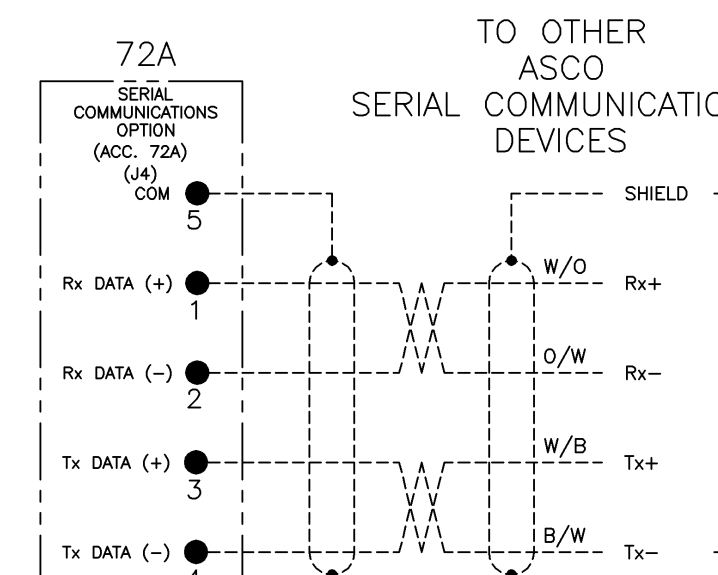 72A
SERIAL
COMMUNICATIONS
OPTION
(ACC. 72A)
(J4)
COM
5
Rx DATA (+)
1
Rx DATA (-)
2
Tx DATA (+)
3
Tx DATA (-)
TO OTHER
ASCO
SERIAL
DEVICES
SHIELD
W/O
Rx+
O/W
Rx-
W/B
Tx+
B/W
Tx-